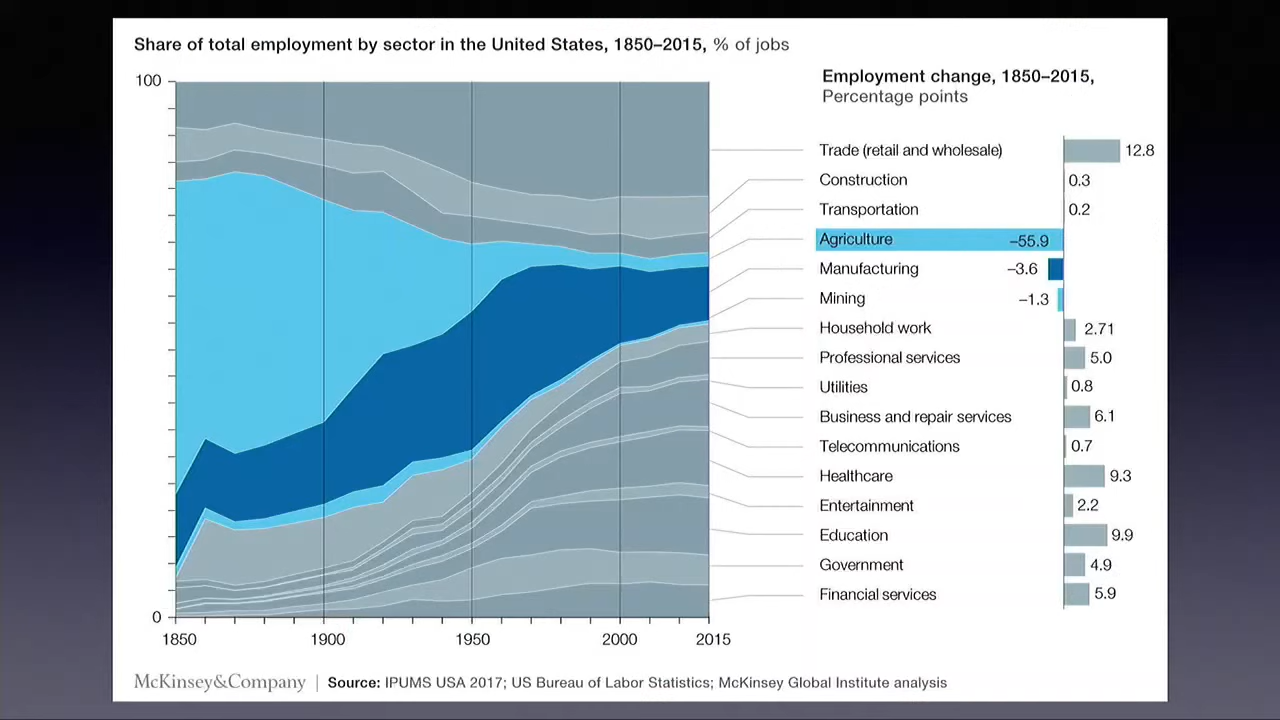 Share of total employment by sector in the United States, 1850–2015, % of jobs
Employment change, 1850–2015,
Percentage points
100
0
1850
1900
1950
2000
2015
Trade (retail and wholesale) 12.8
Construction 0.3
Transportation 0.2
Agriculture –55.9
Manufacturing –3.6
Mining –1.3
Household work 2.71
Professional services 5.0
Utilities 0.8
Business and repair services 6.1
Telecommunications 0.7
Healthcare 9.3
Entertainment 2.2
Education 9.9
Government 4.9
Financial services 5.9
McKinsey&Company | Source: IPUMS USA 2017; US Bureau of Labor Statistics; McKinsey Global Institute analysis